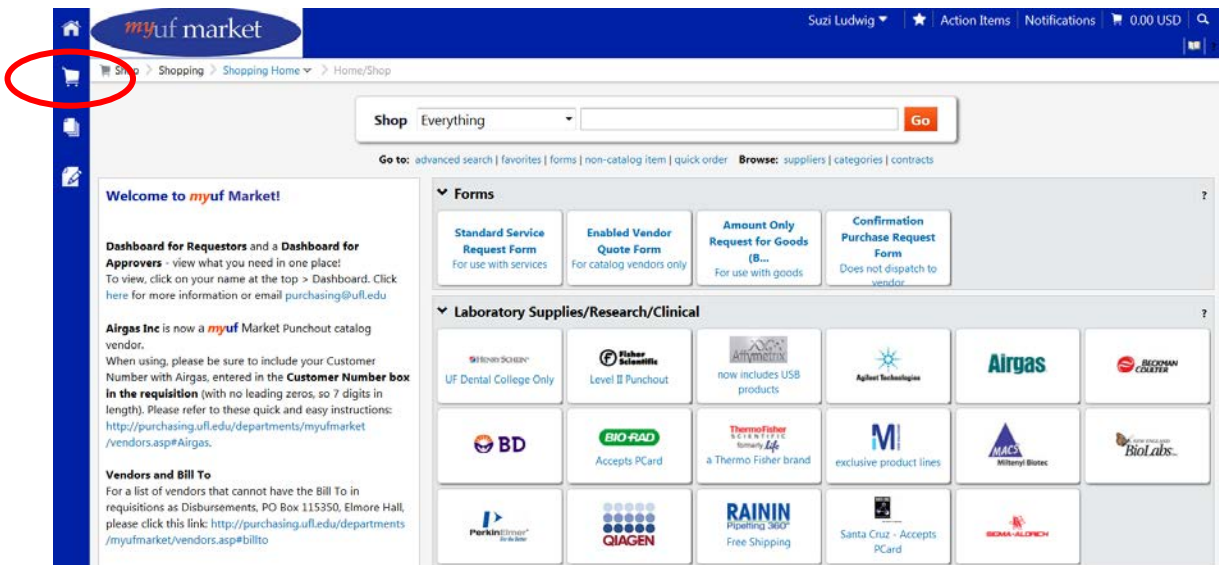 myuf market
Suzi Ludwig
Action Items
Notifications
0.00 USD
Shop > Shopping > Shopping Home > Home/Shop
Shop Everything Go
Go to: advanced search | favorites | forms | non-catalog item | quick order Browse: suppliers | categories | contracts
Welcome to myuf Market!
Dashboard for Requestors and a Dashboard for
Approvers - view what you need in one place!
To view, click on your name at the top > Dashboard. Click
here for more information or email purchasing@ufl.edu
Airgas Inc is now a myuf Market Punchout catalog
vendor.
When using, please be sure to include your Customer
Number with Airgas, entered in the Customer Number box
in the requisition (with no leading zeros, so 7 digits in
length). Please refer to these quick and easy instructions:
http://purchasing.ufl.edu/departments/myufmarket
/vendors.asp#Airgas.
Vendors and Bill To
For a list of vendors that cannot have the Bill To in
requisitions as Disbursements, PO Box 115350, Elmore Hall,
please click this link: http://purchasing.ufl.edu/departments
/myufmarket/vendors.asp#billto
Forms ?
Standard Service
Request Form
For use with services
Enabled Vendor
Quote Form
For catalog vendors only
Amount Only
Request for Goods
(B...
For use with goods
Confirmation
Purchase Request
Form
Does not dispatch to
vendor
Laboratory Supplies/Research/Clinical ?
HENRY SCHEIN
UF Dental College Only
Fisher
Scientific
Level II Punchout
Affymetrix
now includes USB
products
Agilent Technologies
Airgas
BECKMAN
COULTER
BD
BIO-RAD
Accepts PCard
ThermoFisher
SCIENTIFIC
formerly Life
a Thermo Fisher brand
M
exclusive product lines
MACS
Miltenyi Biotec
NEW ENGLAND
BioLabs
PerkinElmer
For the Better
QIAGEN
RAININ
Pipetting 360°
Free Shipping
Santa Cruz - Accepts
PCard
SIGMA-ALDRICH